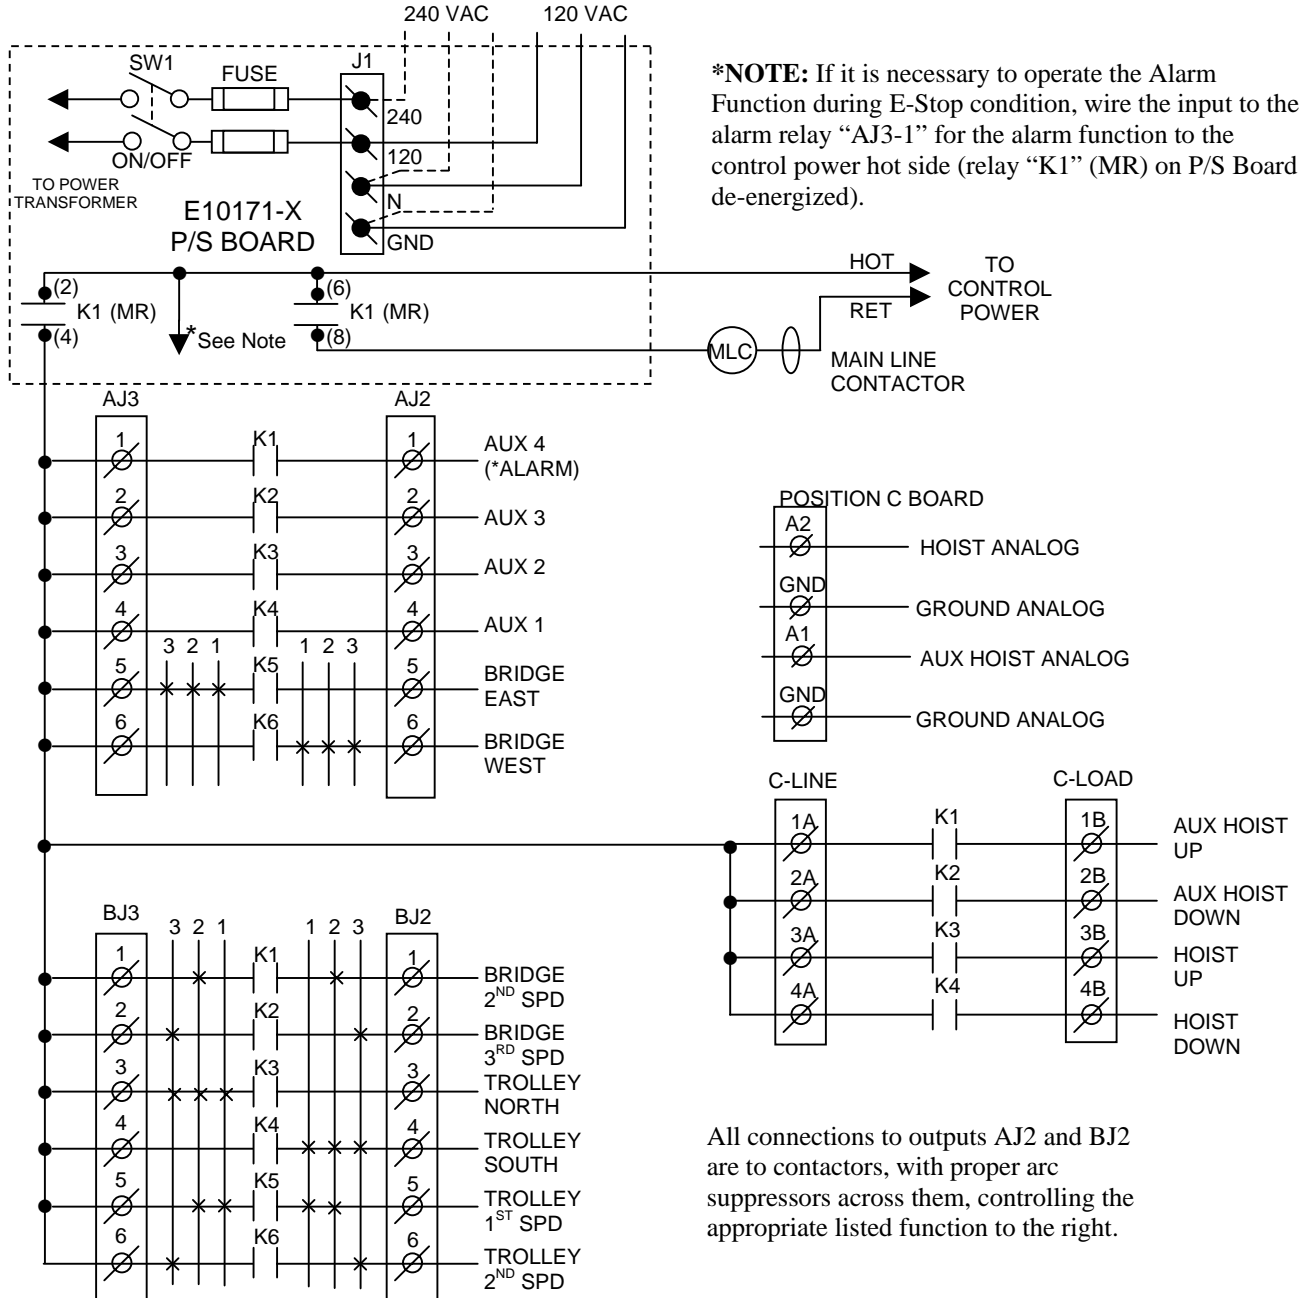 240 VAC 120 VAC
SW1
FUSE
J1
240
120
N
GND
ON/OFF
TO POWER
TRANSFORMER
E10171-X
P/S BOARD
*NOTE: If it is necessary to operate the Alarm
Function during E-Stop condition, wire the input to the
alarm relay “AJ3-1” for the alarm function to the
control power hot side (relay “K1” (MR) on P/S Board
de-energized).
(2)
K1 (MR)
(4)
*See Note
(6)
K1 (MR)
(8)
HOT
RET
TO
CONTROL
POWER
MLC
MAIN LINE
CONTACTOR
AJ3 AJ2
1 K1 1 AUX 4
(*ALARM)
2 K2 2 AUX 3
3 K3 3 AUX 2
4 K4 4 AUX 1
3 2 1 1 2 3
5 K5 5 BRIDGE
EAST
6 K6 6 BRIDGE
WEST
POSITION C BOARD
A2 HOIST ANALOG
GND GROUND ANALOG
A1 AUX HOIST ANALOG
GND GROUND ANALOG
C-LINE C-LOAD
1A K1 1B AUX HOIST
UP
2A K2 2B AUX HOIST
DOWN
3A K3 3B HOIST
UP
4A K4 4B HOIST
DOWN
BJ3 3 2 1 1 2 3 BJ2
1 K1 1 BRIDGE
2ND SPD
2 K2 2 BRIDGE
3RD SPD
3 K3 3 TROLLEY
NORTH
4 K4 4 TROLLEY
SOUTH
5 K5 5 TROLLEY
1ST SPD
6 K6 6 TROLLEY
2ND SPD
All connections to outputs AJ2 and BJ2
are to contactors, with proper arc
suppressors across them, controlling the
appropriate listed function to the right.